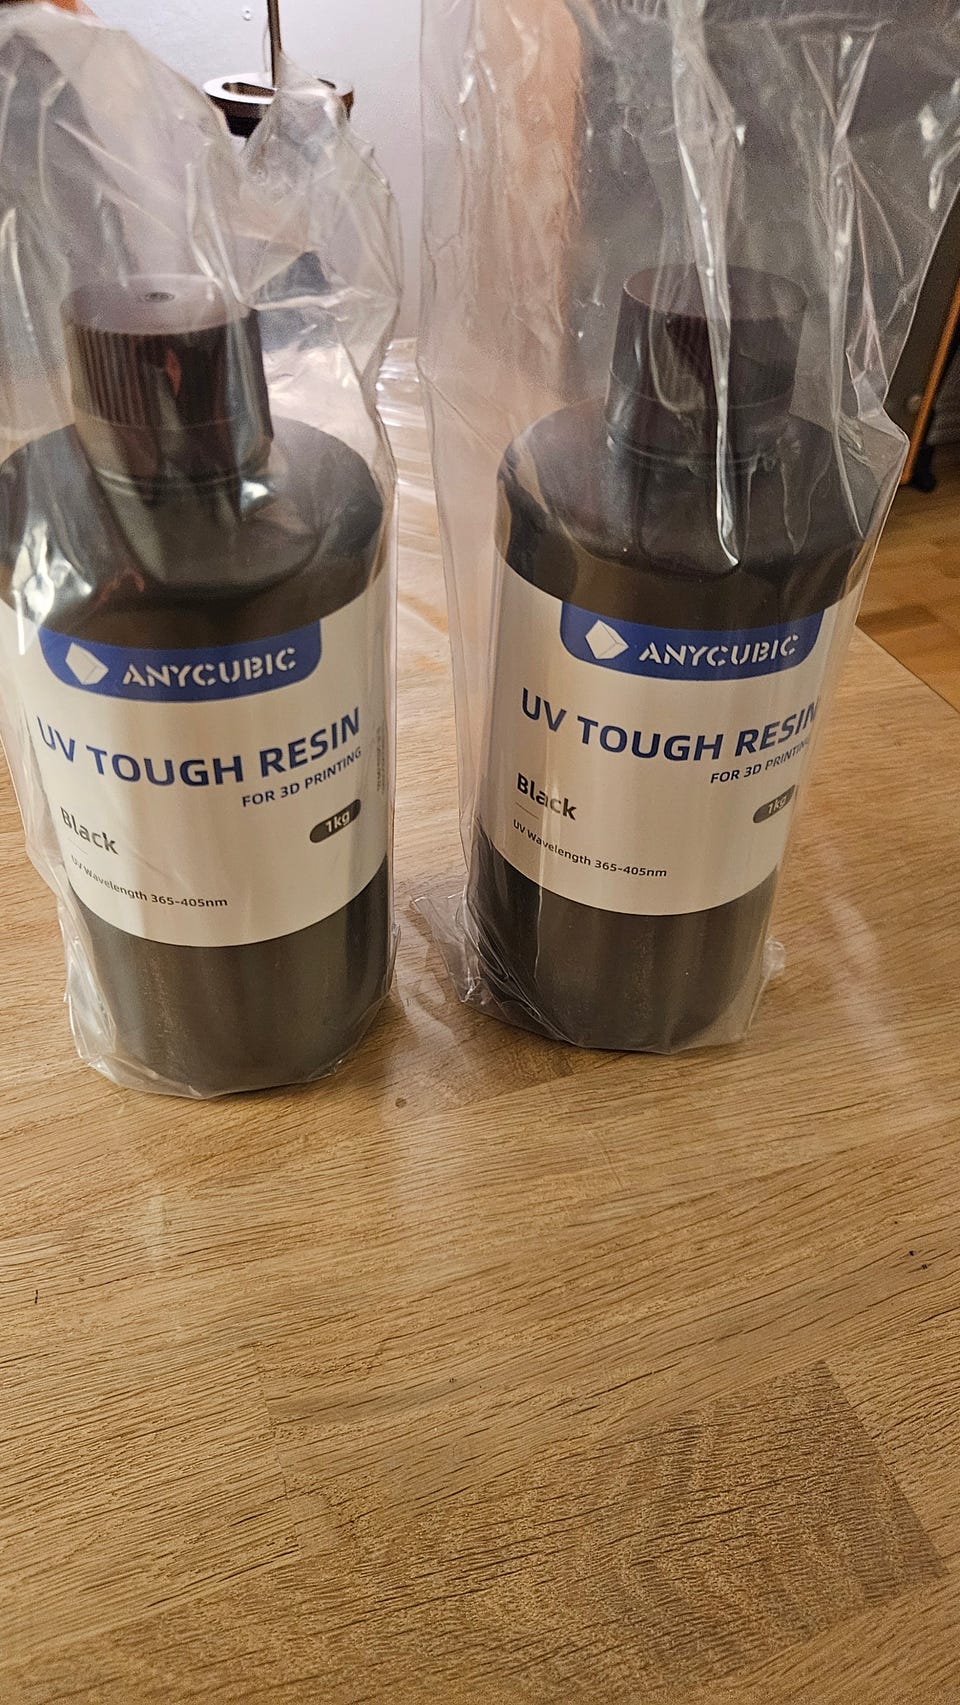 ANYCUBIC
UV TOUGH RESIN
FOR 3D PRINTING
1kg
Black
UV Wavelength 365-405nm
ANYCUBIC
UV TOUGH RESIN
FOR 3D PRINTING
1kg
Black
UV Wavelength 365-405nm